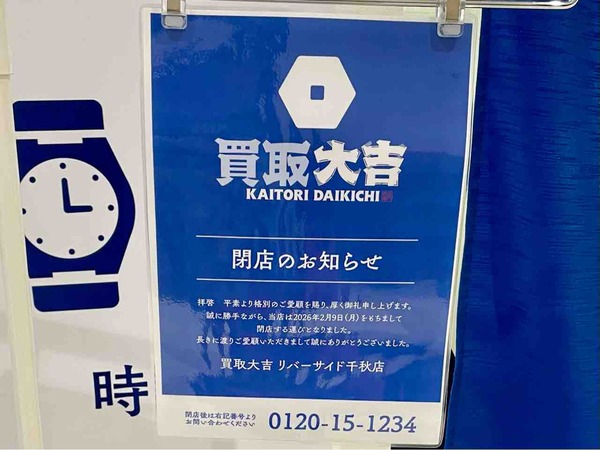 買取大吉
KAITORI DAIKICHI
閉店のお知らせ
拝啓　平素より格別のご愛顧を賜り、厚く御礼申し上げます。
誠に勝手ながら、当店は2026年2月9日(月)をもちまして
閉店する運びとなりました。
長きに渡りご愛顧いただきまして誠にありがとうございました。
買取大吉 リバーサイド千秋店
時
閉店後は右記番号より
お問い合わせください
0120-15-1234